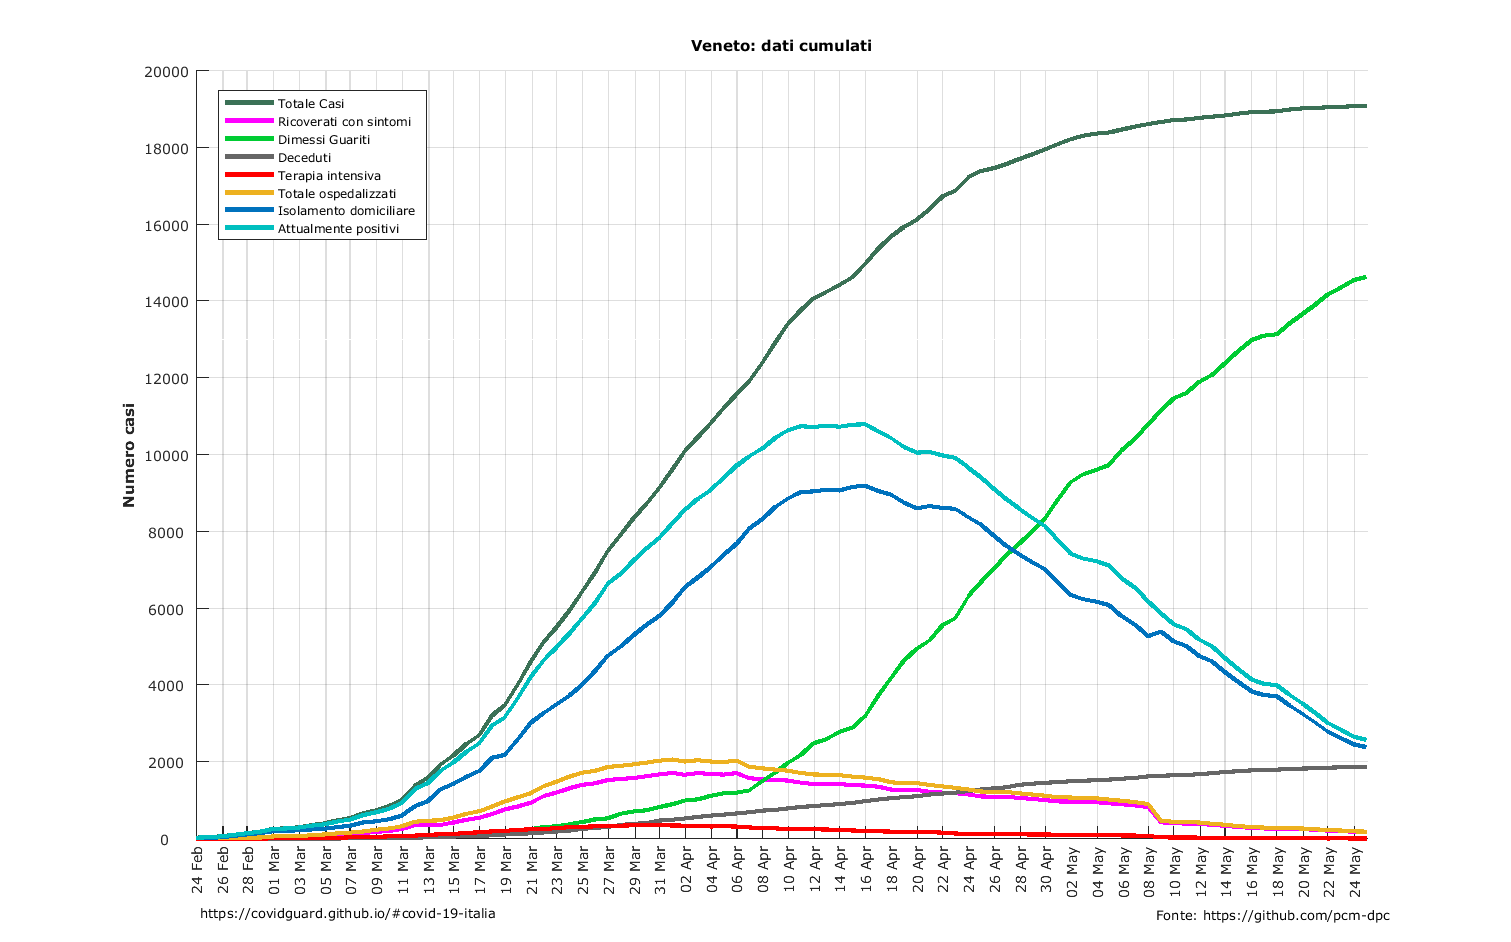 Veneto: dati cumulati
Numero casi
20000
18000
16000
14000
12000
10000
8000
6000
4000
2000
0
Totale Casi
Ricoverati con sintomi
Dimessi Guariti
Deceduti
Terapia intensiva
Totale ospedalizzati
Isolamento domiciliare
Attualmente positivi
24 Feb
26 Feb
28 Feb
01 Mar
03 Mar
05 Mar
07 Mar
09 Mar
11 Mar
13 Mar
15 Mar
17 Mar
19 Mar
21 Mar
23 Mar
25 Mar
27 Mar
29 Mar
31 Mar
02 Apr
04 Apr
06 Apr
08 Apr
10 Apr
12 Apr
14 Apr
16 Apr
18 Apr
20 Apr
22 Apr
24 Apr
26 Apr
28 Apr
30 Apr
02 May
04 May
06 May
08 May
10 May
12 May
14 May
16 May
18 May
20 May
22 May
24 May
https://covidguard.github.io/#covid-19-italia
Fonte: https://github.com/pcm-dpc